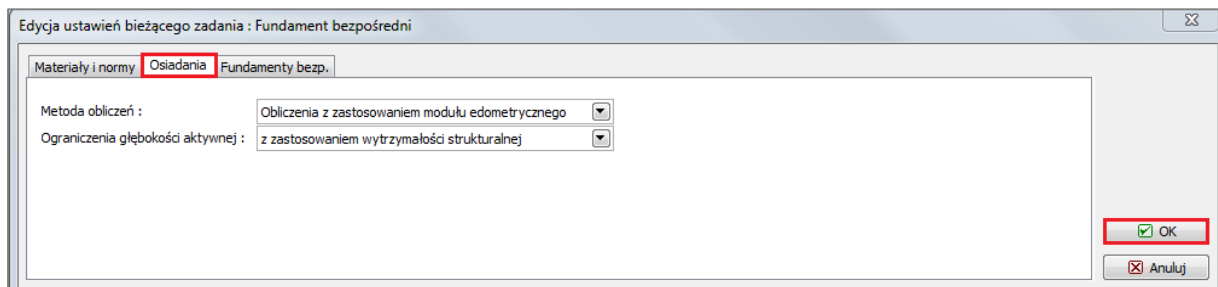 Edycja ustawień bieżącego zadania : Fundament bezpośredni
Materiały i normy Osiadania Fundamenty bezp.
Metoda obliczeń : Obliczenia z zastosowaniem modułu edometrycznego
Ograniczenia głębokości aktywnej : z zastosowaniem wytrzymałości strukturalnej
OK
Anuluj